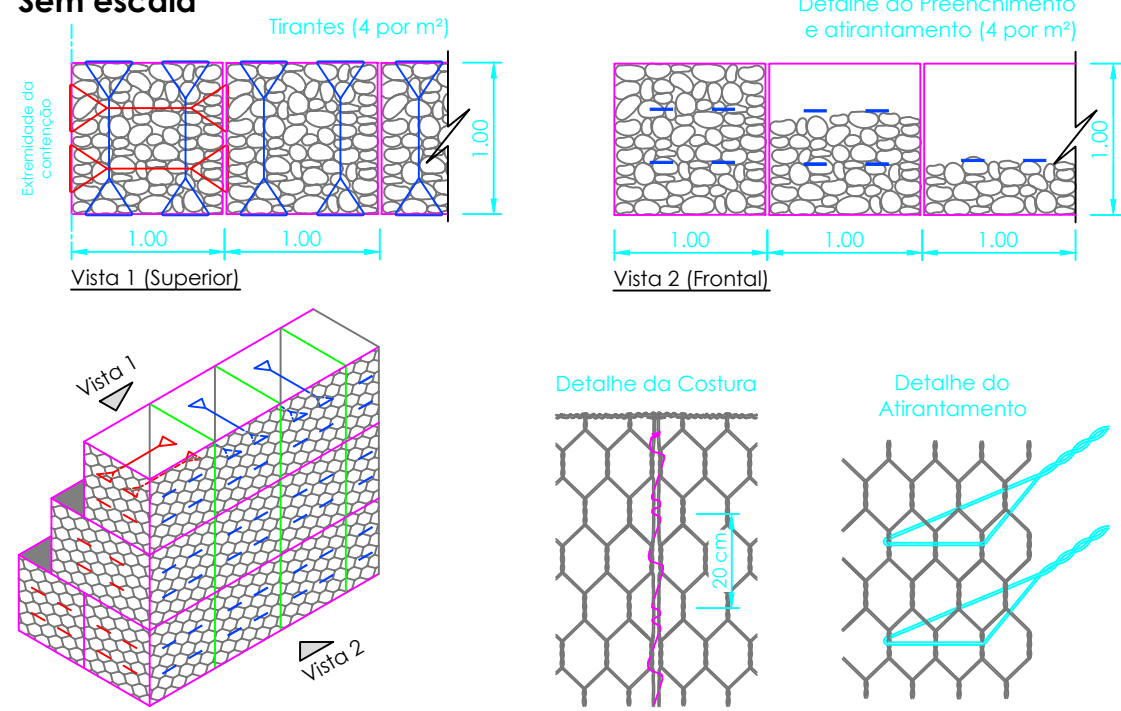 Sem escala
Tirantes (4 por m²)
Extremidade da
contenção
1.00
1.00
1.00
Vista 1 (Superior)
Detalhe do Preenchimento
e atirantamento (4 por m²)
1.00
1.00
1.00
1.00
Vista 2 (Frontal)
Vista 1
Vista 2
Detalhe da Costura
20 cm
Detalhe do
Atirantamento